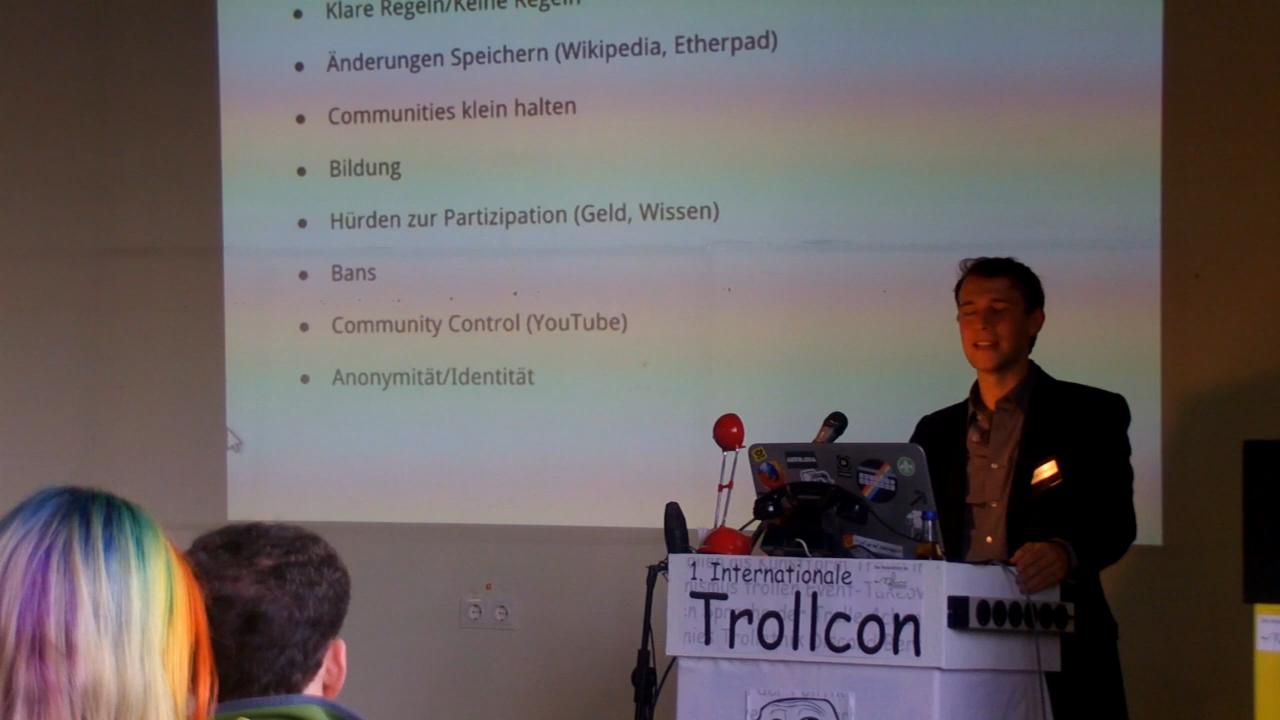 Klare Regeln/Keine Regeln
Änderungen Speichern (Wikipedia, Etherpad)
Communities klein halten
Bildung
Hürden zur Partizipation (Geld, Wissen)
Bans
Community Control (YouTube)
Anonymität/Identität
1. Internationale
Trollcon